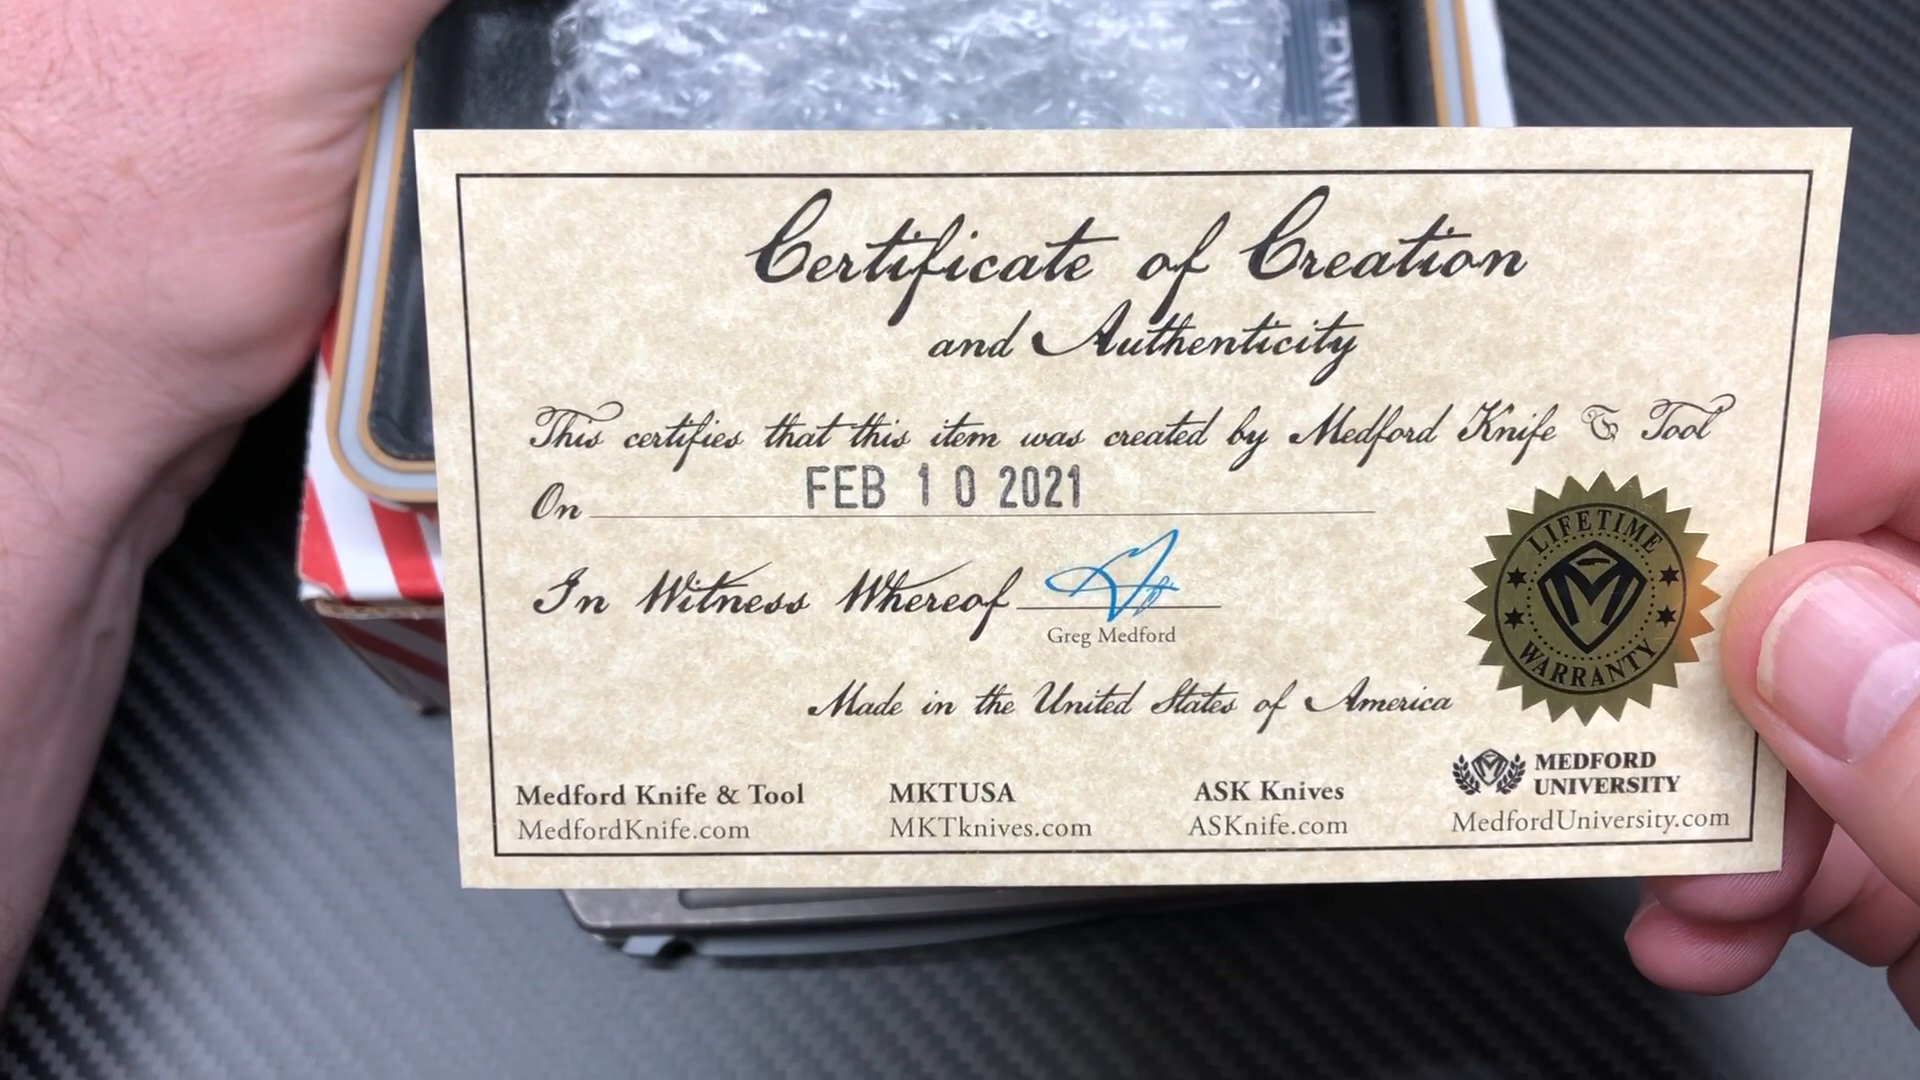 ANCE
Certificate of Creation
and Authenticity
This certifies that this item was created by Medford Knife & Tool
On FEB 10 2021
In Witness Whereof
Greg Medford
LIFETIME
M
WARRANTY
Made in the United States of America
Medford Knife & Tool
MedfordKnife.com
MKTUSA
MKTknives.com
ASK Knives
ASKnife.com
MEDFORD
UNIVERSITY
MedfordUniversity.com